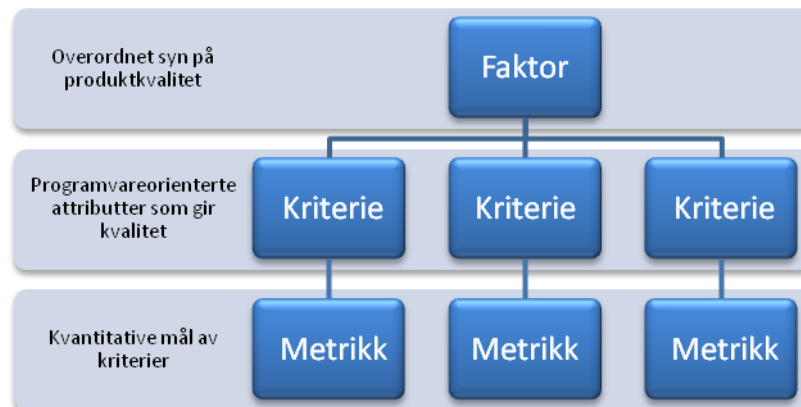 Overordnet syn på
produktkvalitet
Faktor
Programvareorienterte
attributter som gir
kvalitet
Kriterie
Kriterie
Kriterie
Kvantitative mål av
kriterier
Metrikk
Metrikk
Metrikk